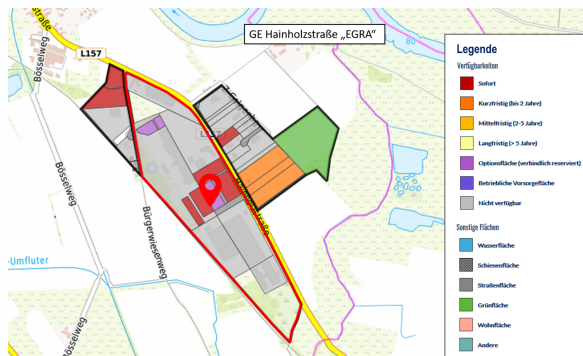 GE Hainholzstraße „EGRA“
L157
Bösselweg
Bösselweg
Bürgerwiesenweg
-Umfluter
Bösselweg
Legende
Verfügbarkeiten
Sofort
Kurzfristig (bis 2 Jahre)
Mittelfristig (2-5 Jahre)
Langfristig (> 5 Jahre)
Optionsfläche (verbindlich reserviert)
Betriebliche Vorsorgefläche
Nicht verfügbar
Sonstige Flächen
Wasserfläche
Schienenfläche
Straßenfläche
Grünfläche
Wohnfläche
Andere